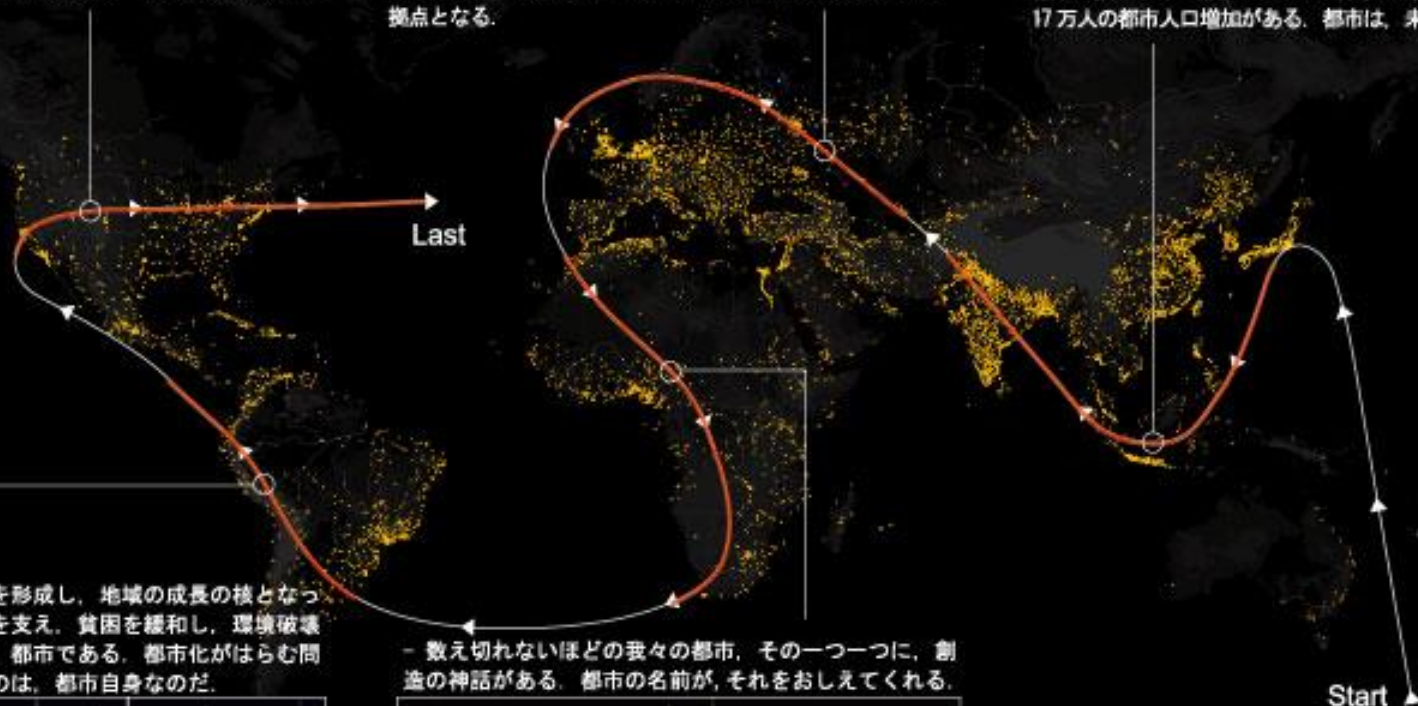 拠点となる.
17万人の都市人口増加がある. 都市は, 未
Last
を形成し, 地域の成長の核となっ
を支え, 貧困を緩和し, 環境破壊
都市である. 都市化がはらむ問
のは, 都市自身なのだ.
- 数え切れないほどの我々の都市, その一つ一つに, 創
造の神話がある. 都市の名前が, それをおしえてくれる.
Start